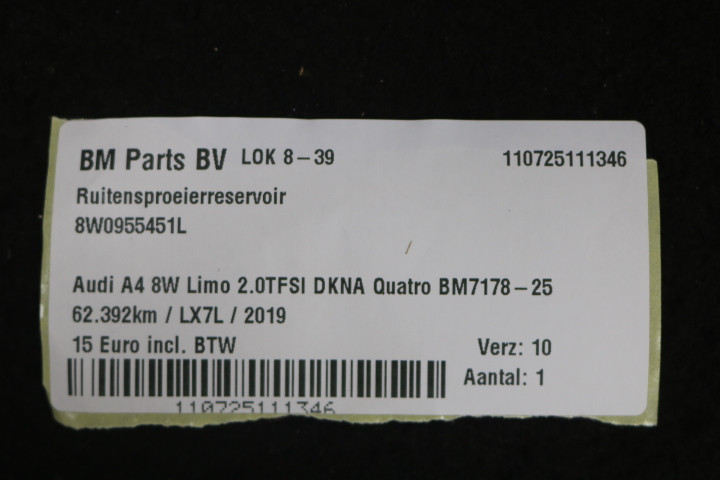 BM Parts BV LOK 8-39 110725111346
Ruitensproeierreservoir
8W0955451L
Audi A4 8W Limo 2.0TFSI DKNA Quatro BM7178-25
62.392km / LX7L / 2019
15 Euro incl. BTW Verz: 10
Aantal: 1
110725111346